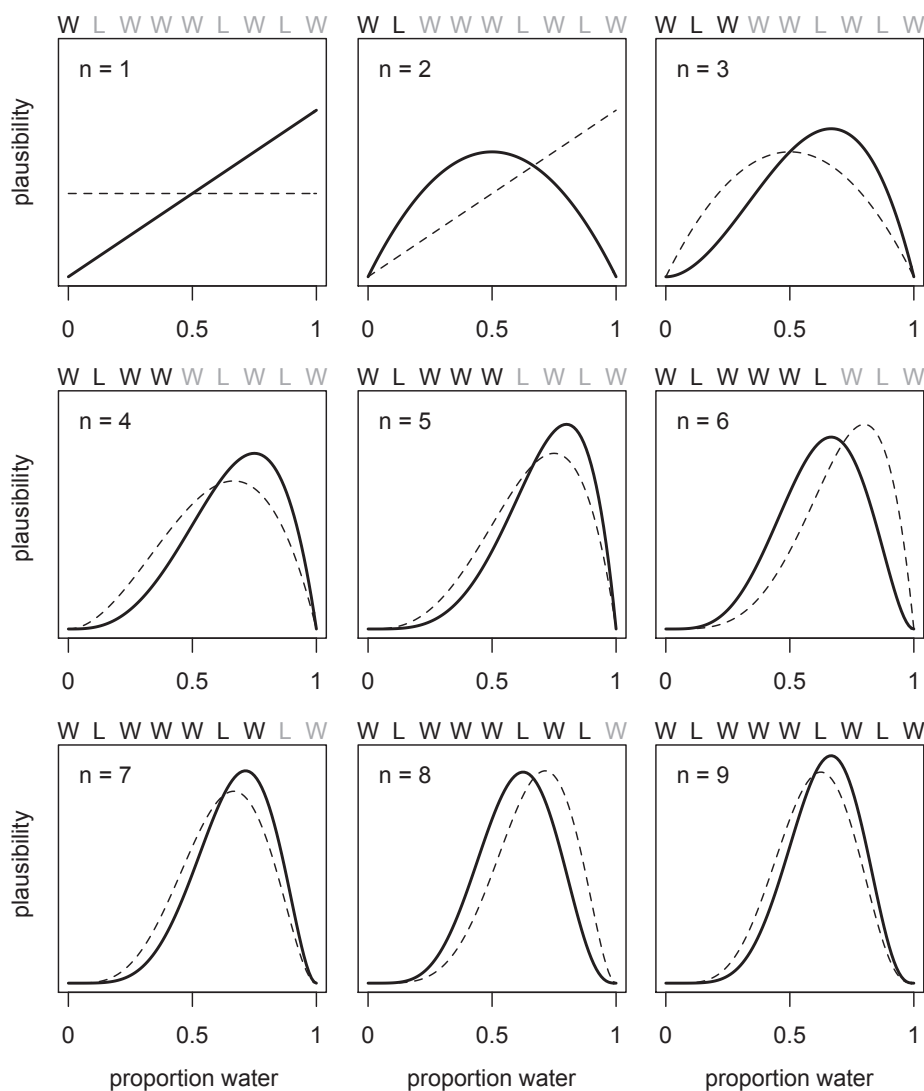 W L W W W L W L W W L W W W L W L W W L W W W L W L W
n = 1 n = 2 n = 3
plausibility
0 0.5 1 0 0.5 1 0 0.5 1
W L W W W L W L W W L W W W L W L W W L W W W L W L W
n = 4 n = 5 n = 6
plausibility
0 0.5 1 0 0.5 1 0 0.5 1
W L W W W L W L W W L W W W L W L W W L W W W L W L W
n = 7 n = 8 n = 9
plausibility
0 0.5 1 0 0.5 1 0 0.5 1
proportion water proportion water proportion water